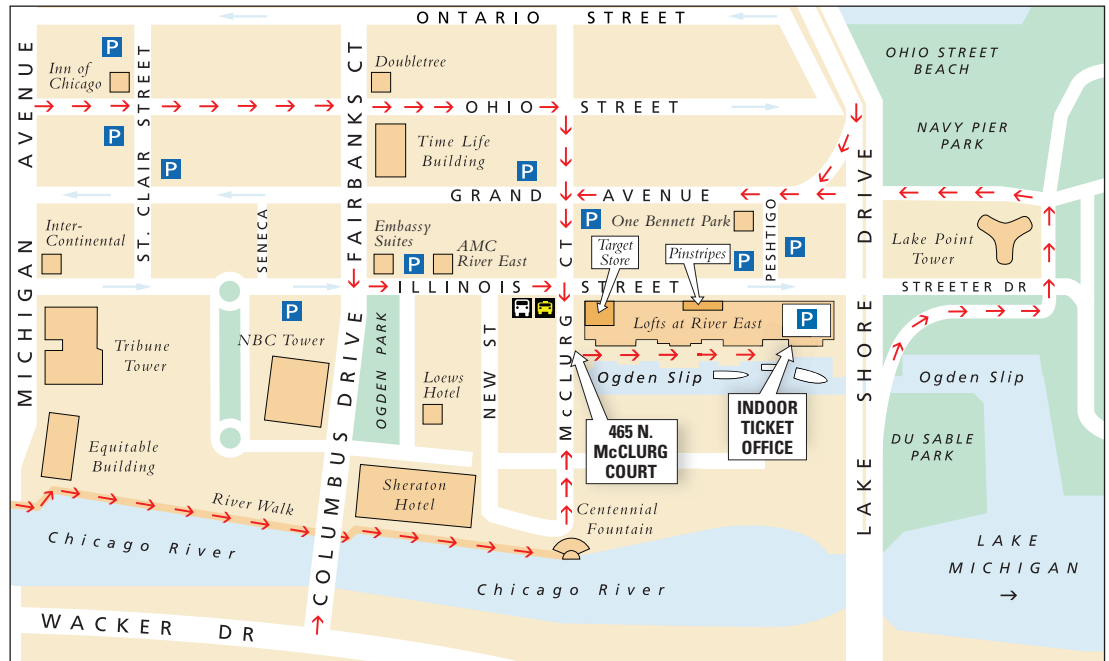 ONTARIO STREET
MICHIGAN AVENUE
P
Inn of
Chicago
ST. CLAIR STREET
FAIRBANKS CT
Doubletree
OHIO STREET
BEACH
OHIO STREET
P
P
Time Life
Building
P
NAVY PIER
PARK
GRAND AVENUE
Inter-
Continental
SENECA
Embassy
Suites
P
AMC
River East
P
One Bennett Park
Target
Store
Pinstripes
P
PESHTIGO
P
LAKE SHORE DRIVE
Lake Point
Tower
ILLINOIS STREET
STREETER DR
Tribune
Tower
P
NBC Tower
COLUMBUS DRIVE
OGDEN PARK
Loews
Hotel
NEW ST
McCLURG CT
Lofts at River East
P
Ogden Slip
Ogden Slip
465 N.
McCLURG
COURT
INDOOR
TICKET
OFFICE
DU SABLE
PARK
Equitable
Building
River Walk
Sheraton
Hotel
Centennial
Fountain
Chicago River
Chicago River
LAKE
MICHIGAN
WACKER DR